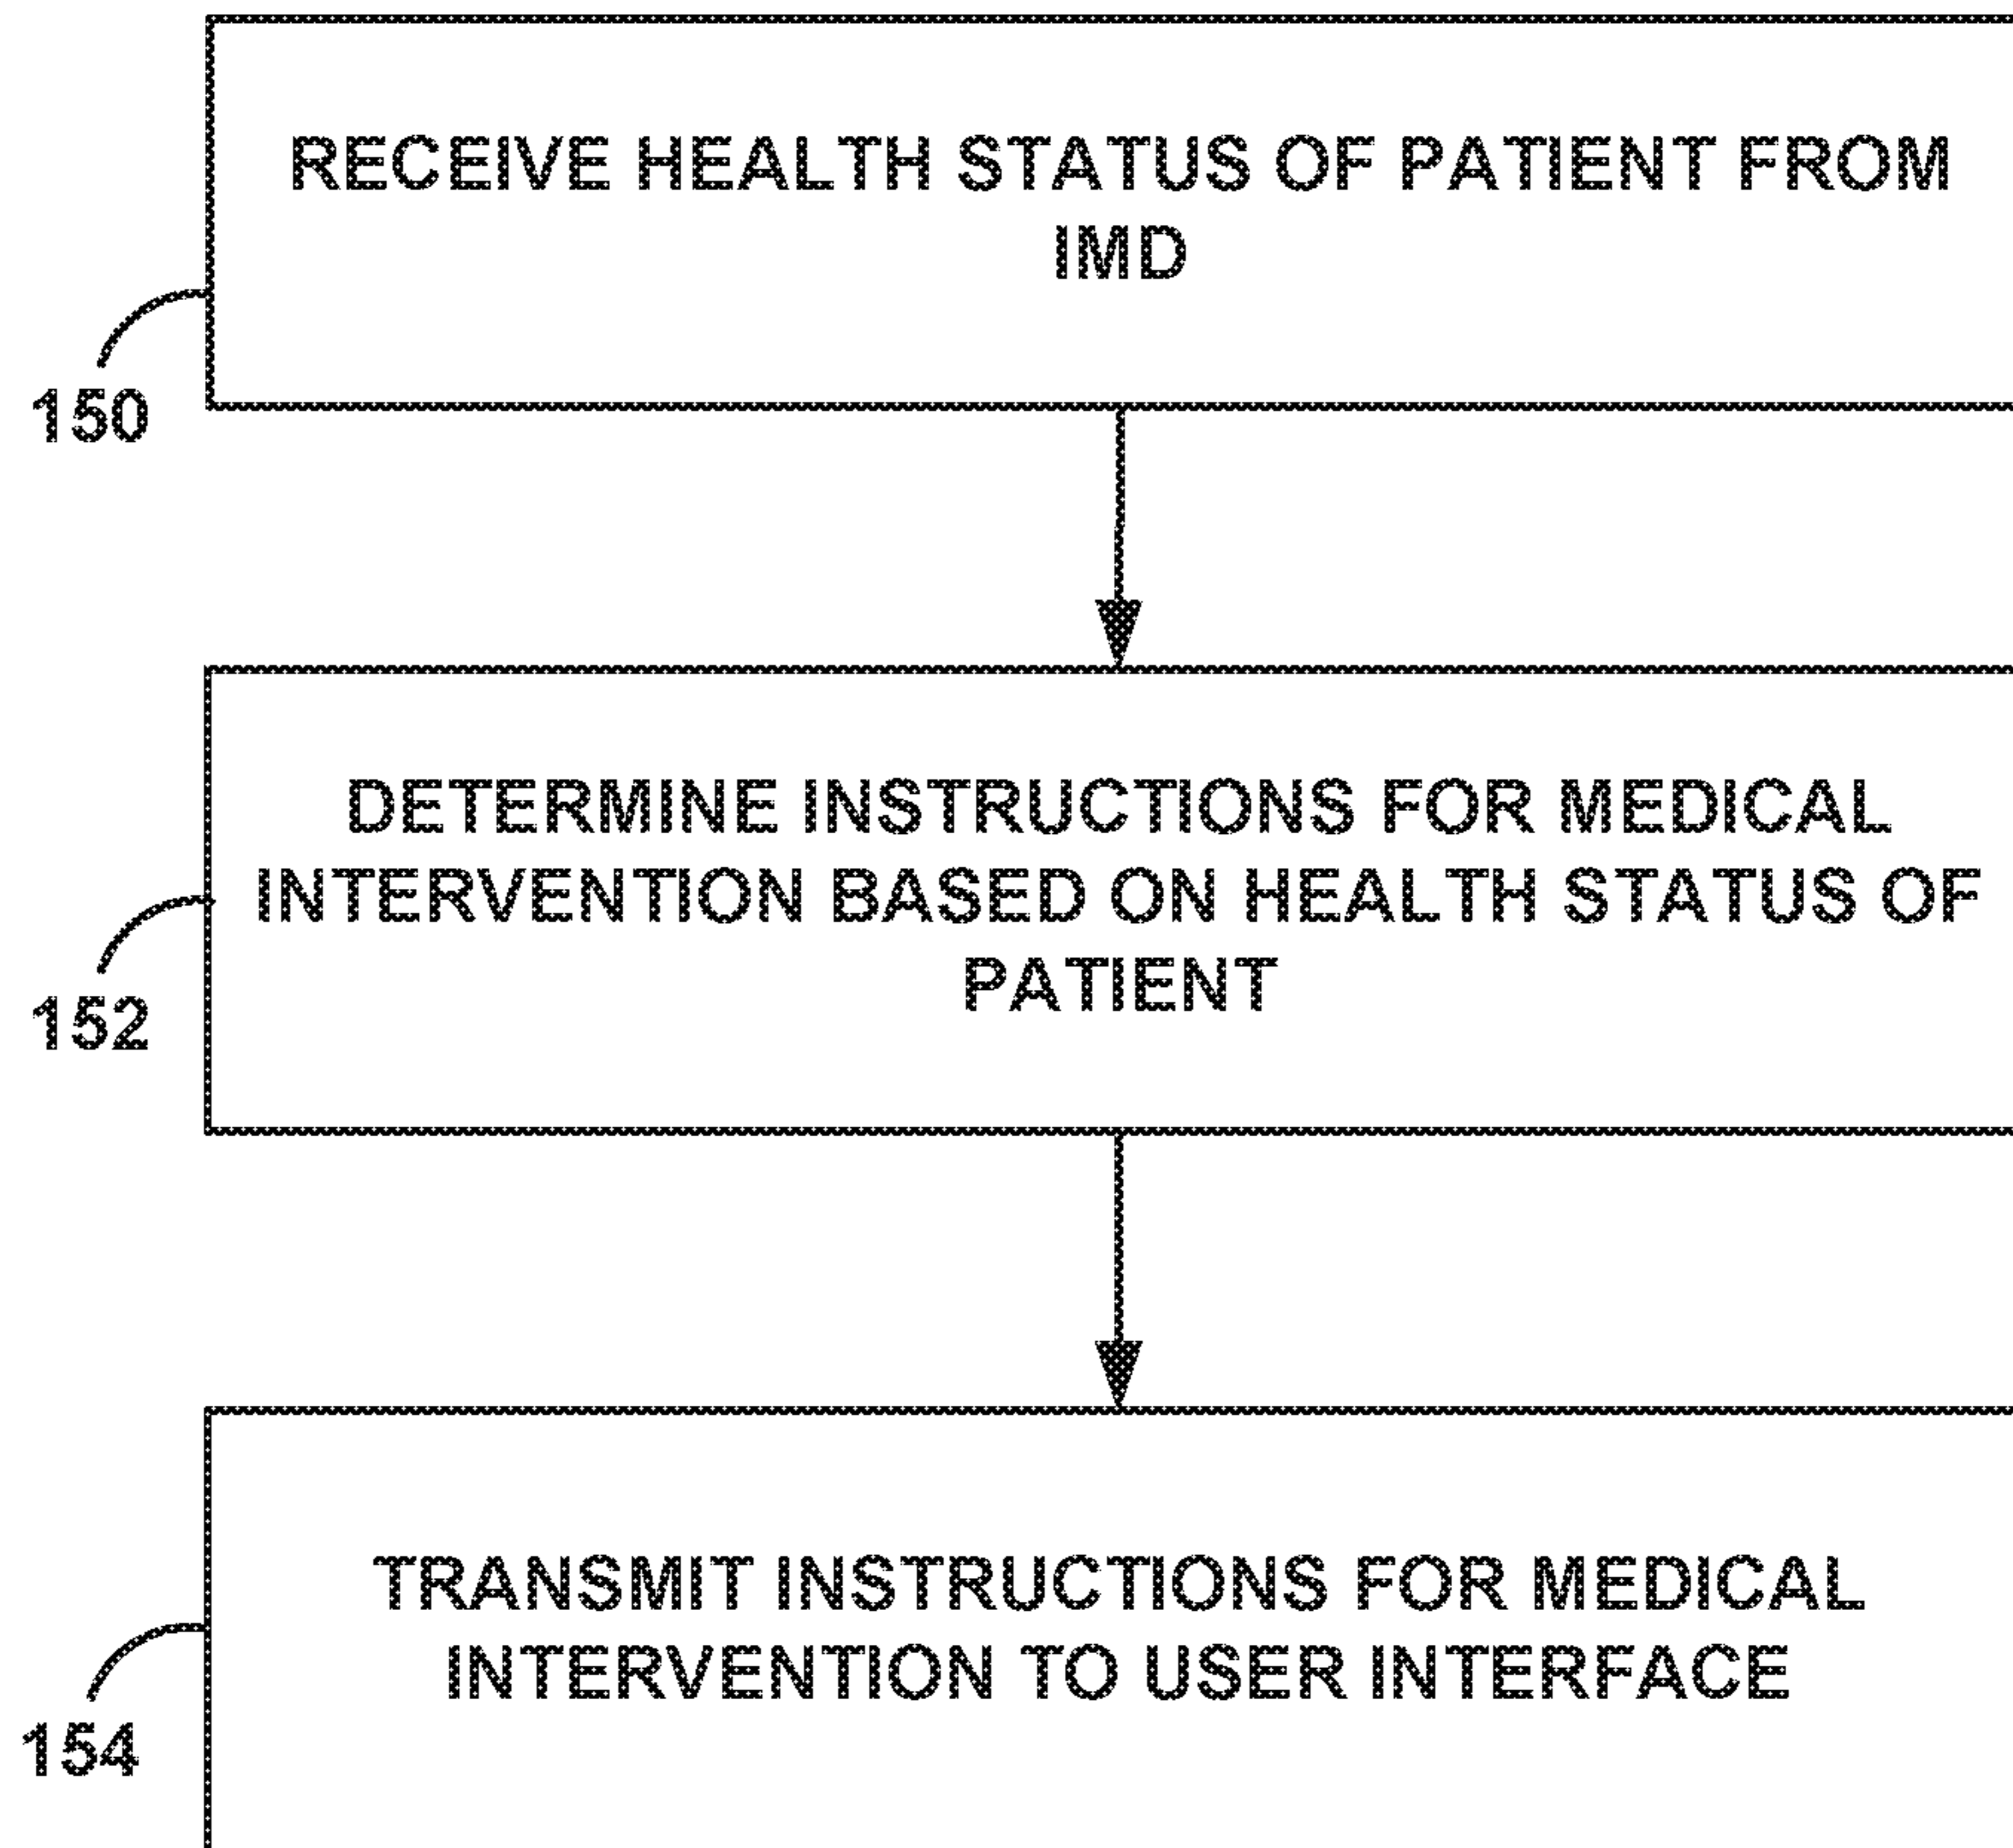 RECEIVE HEALTH STATUS OF PATIENT FROM
IMD
150
DETERMINE INSTRUCTIONS FOR MEDICAL
INTERVENTION BASED ON HEALTH STATUS OF
PATIENT
152
TRANSMIT INSTRUCTIONS FOR MEDICAL
INTERVENTION TO USER INTERFACE
154